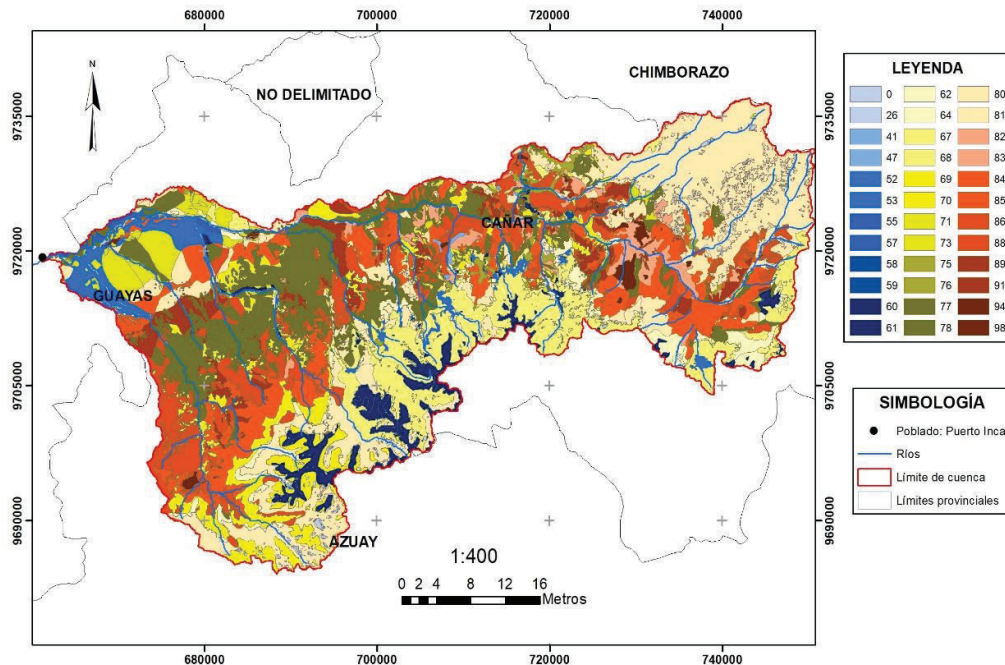 680000 700000 720000 740000
N
CHIMBORAZO
NO DELIMITADO
9735000 9735000
CAÑAR
9720000 9720000
GUAYAS
9705000 9705000
9690000 9690000
AZUAY
1:400
0 2 4 8 12 16
Metros
680000 700000 720000 740000
LEYENDA
0 62 80
26 64 81
41 67 82
47 68 83
52 69 84
53 70 85
55 71 86
57 73 88
58 75 89
59 76 91
60 77 94
61 78 98
SIMBOLOGÍA
Poblado: Puerto Inca
Ríos
Límite de cuenca
Límites provinciales